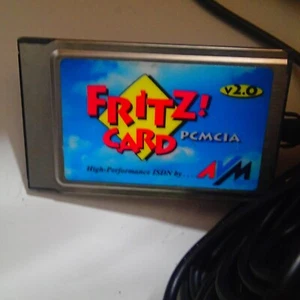 FRITZ!
CARD PCMCIA
v2.0
High-Performance ISDN by... AVM